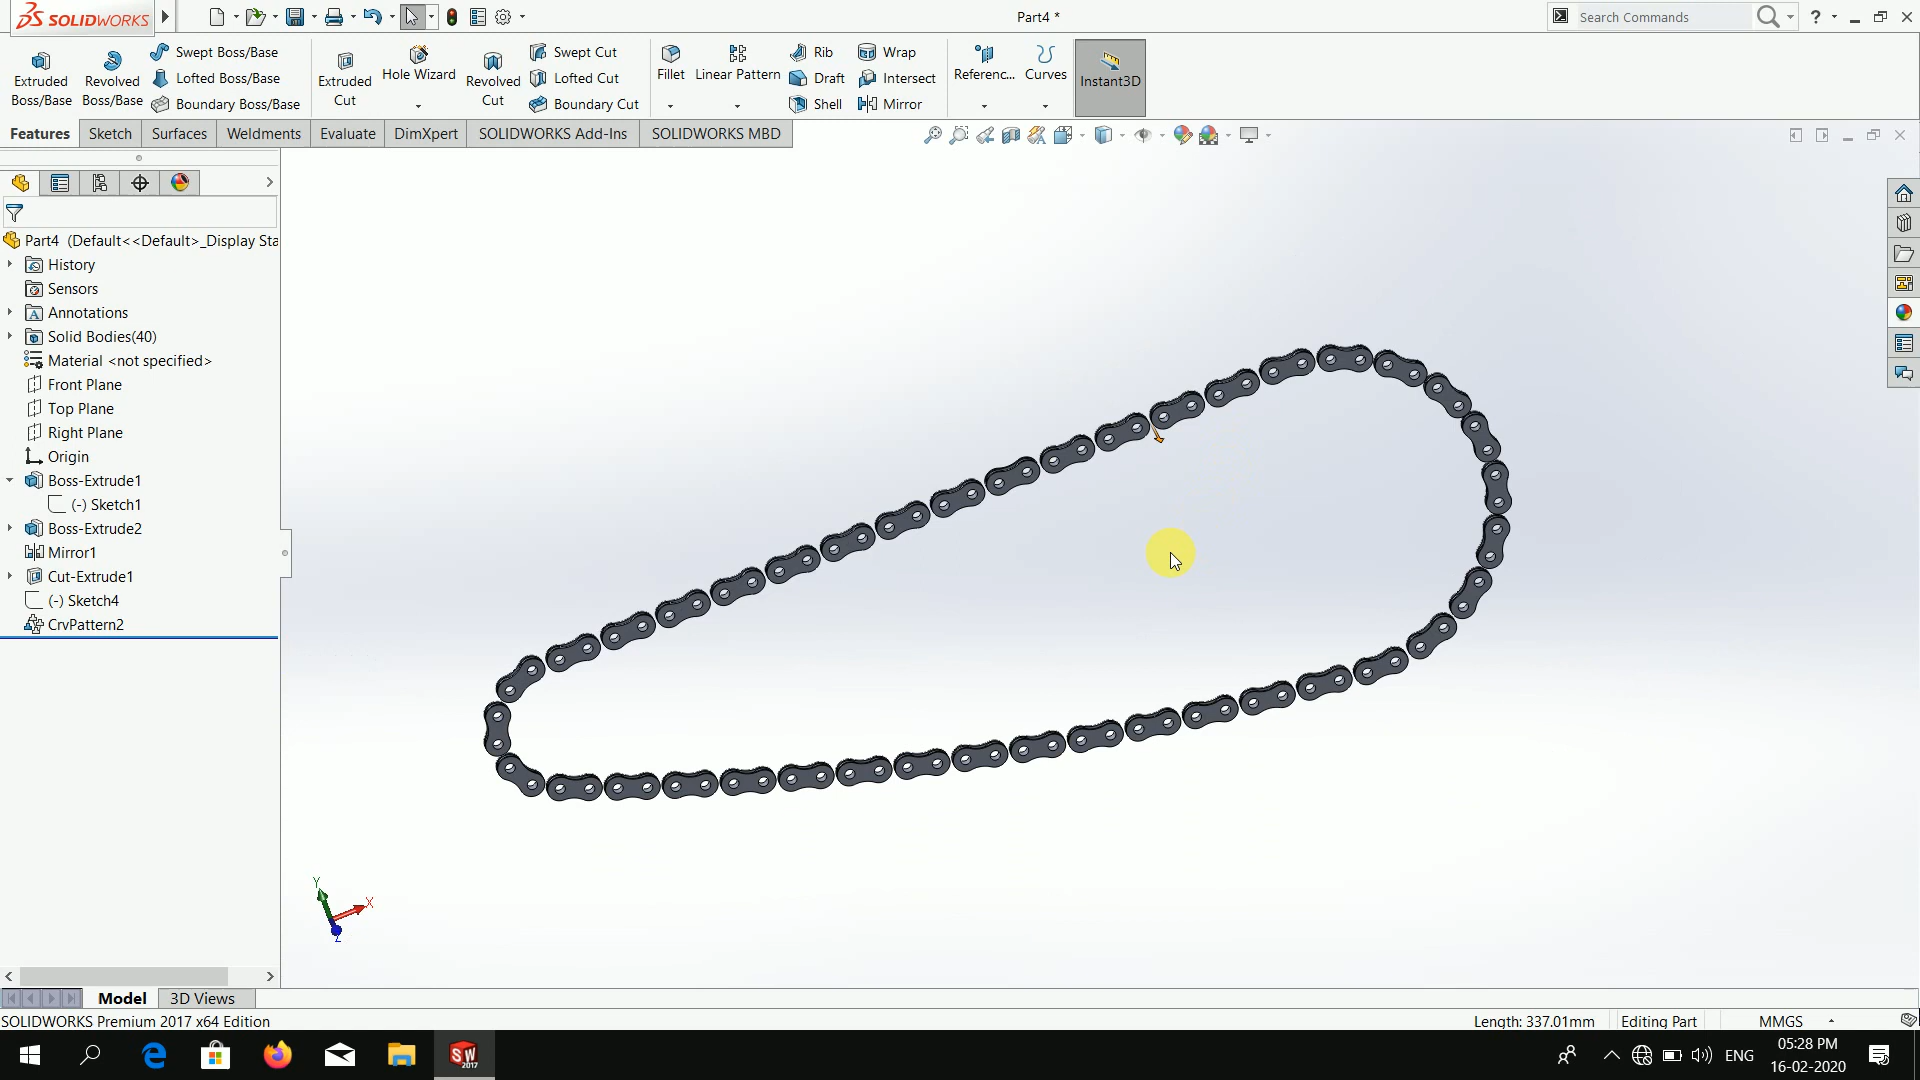 SOLIDWORKS
Part4 *
Search Commands
?
Extruded Boss/Base
Revolved Boss/Base
Swept Boss/Base
Lofted Boss/Base
Boundary Boss/Base
Extruded Cut
Hole Wizard
Revolved Cut
Swept Cut
Lofted Cut
Boundary Cut
Fillet
Linear Pattern
Rib
Draft
Shell
Wrap
Intersect
Mirror
Referenc...
Curves
Instant3D
Features
Sketch
Surfaces
Weldments
Evaluate
DimXpert
SOLIDWORKS Add-Ins
SOLIDWORKS MBD
Part4 (Default<<Default>_Display Sta
History
Sensors
Annotations
Solid Bodies(40)
Material <not specified>
Front Plane
Top Plane
Right Plane
Origin
Boss-Extrude1
(-) Sketch1
Boss-Extrude2
Mirror1
Cut-Extrude1
(-) Sketch4
CrvPattern2
Y
X
Z
Model
3D Views
SOLIDWORKS Premium 2017 x64 Edition
Length: 337.01mm
Editing Part
MMGS
SW
2017
ENG
05:28 PM
16-02-2020